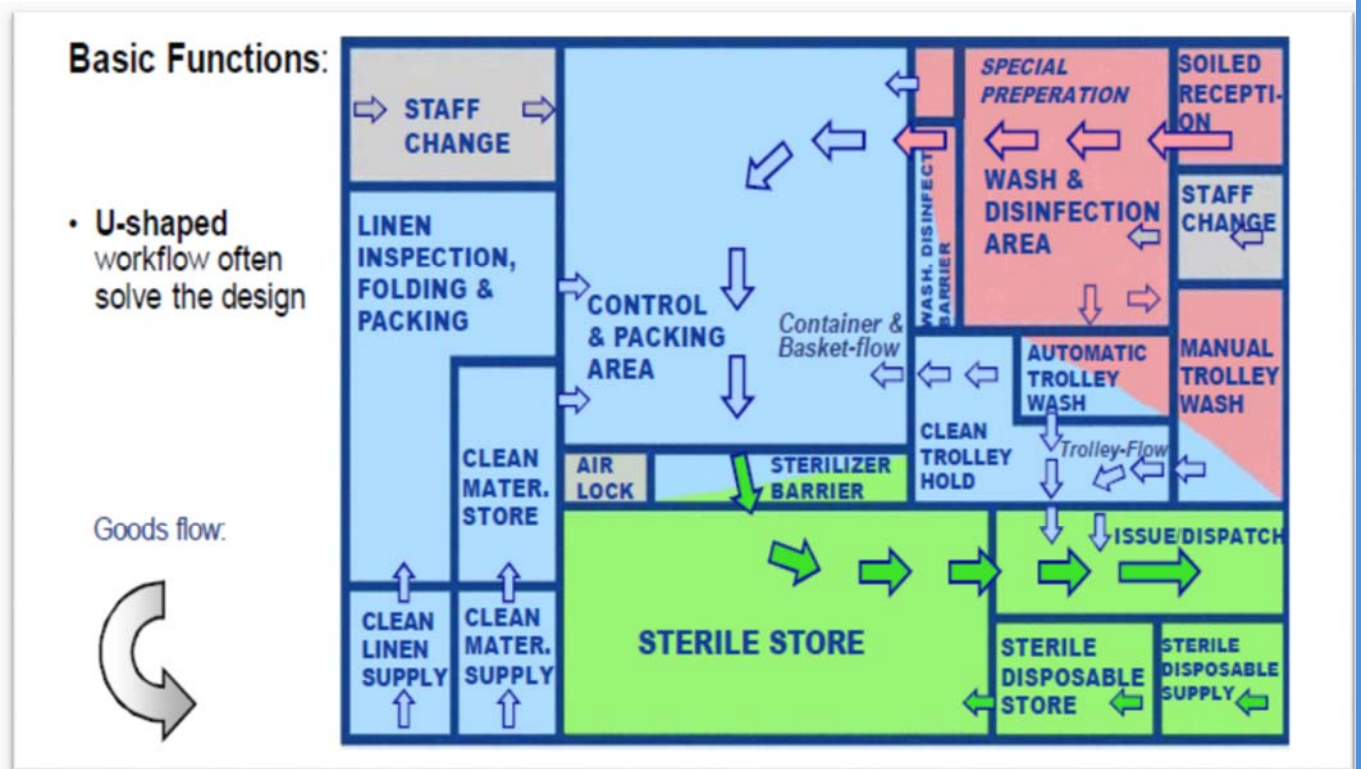 Basic Functions:
• U-shaped
workflow often
solve the design
Goods flow:
STAFF
CHANGE
LINEN
INSPECTION,
FOLDING &
PACKING
CLEAN
MATER.
STORE
CLEAN
LINEN
SUPPLY
CLEAN
MATER.
SUPPLY
CONTROL
& PACKING
AREA
Container &
Basket-flow
AIR
LOCK
STERILIZER
BARRIER
WASH. DISINFECT
BARRIER
SPECIAL
PREPERATION
WASH &
DISINFECTION
AREA
SOILED
RECEPTI-
ON
STAFF
CHANGE
AUTOMATIC
TROLLEY
WASH
MANUAL
TROLLEY
WASH
CLEAN
TROLLEY
HOLD
Trolley-Flow
ISSUE/DISPATCH
STERILE STORE
STERILE
DISPOSABLE
STORE
STERILE
DISPOSABLE
SUPPLY